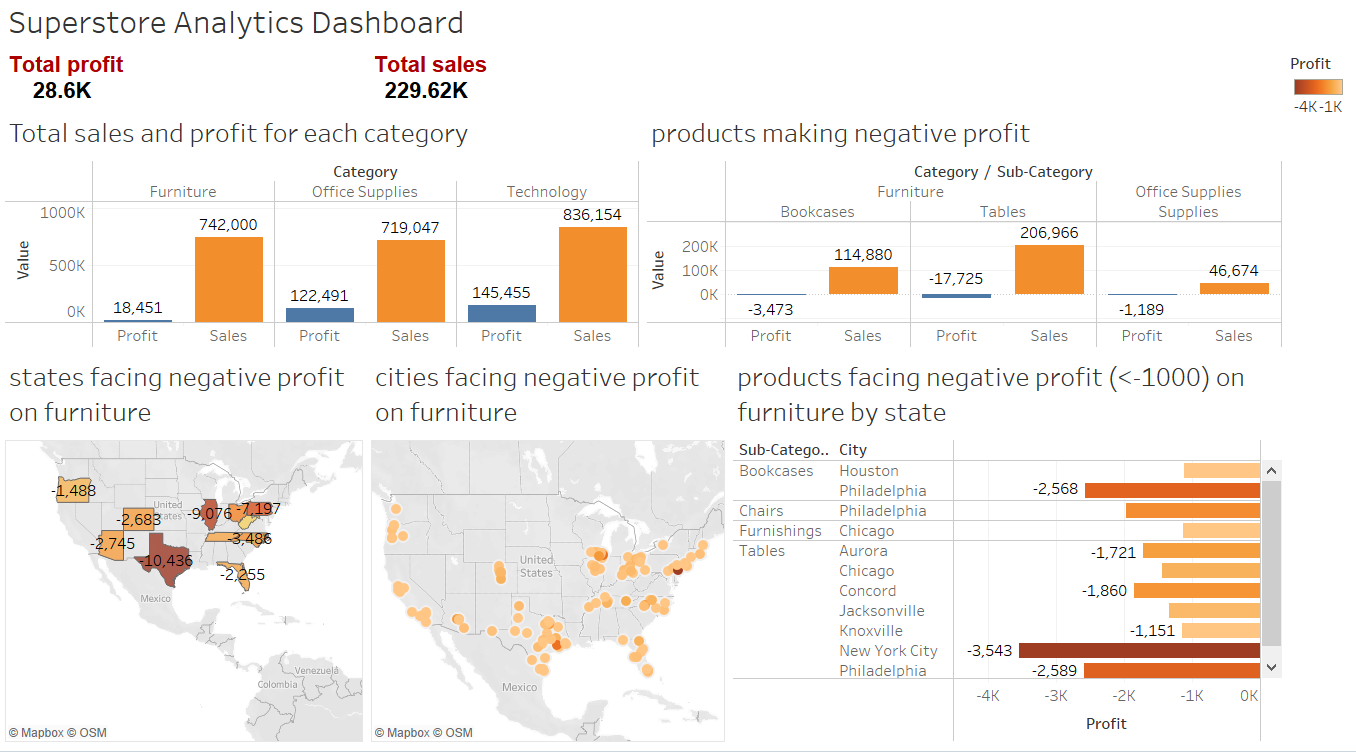 Superstore Analytics Dashboard
Total profit
28.6K
Total sales
229.62K
Profit
-4K -1K
Total sales and profit for each category
Category
Furniture Office Supplies Technology
Value
1000K
500K
0K
18,451
742,000
122,491
719,047
145,455
836,154
Profit Sales Profit Sales Profit Sales
products making negative profit
Category / Sub-Category
Furniture Office Supplies
Bookcases Tables Supplies
Value
200K
100K
0K
-3,473
114,880
-17,725
206,966
-1,189
46,674
Profit Sales Profit Sales Profit Sales
states facing negative profit
on furniture
-1,488
United
States
-2,683
-9,076
-7,197
-2,745
-3,486
-10,436
-2,255
Mexico
Venezuela
Colombia
© Mapbox © OSM
cities facing negative profit
on furniture
United
States
Mexico
© Mapbox © OSM
products facing negative profit (<-1000) on
furniture by state
Sub-Catego.. City
Bookcases Houston
Philadelphia -2,568
Chairs Philadelphia
Furnishings Chicago
Tables Aurora -1,721
Chicago
Concord -1,860
Jacksonville
Knoxville -1,151
New York City -3,543
Philadelphia -2,589
-4K -3K -2K -1K 0K
Profit